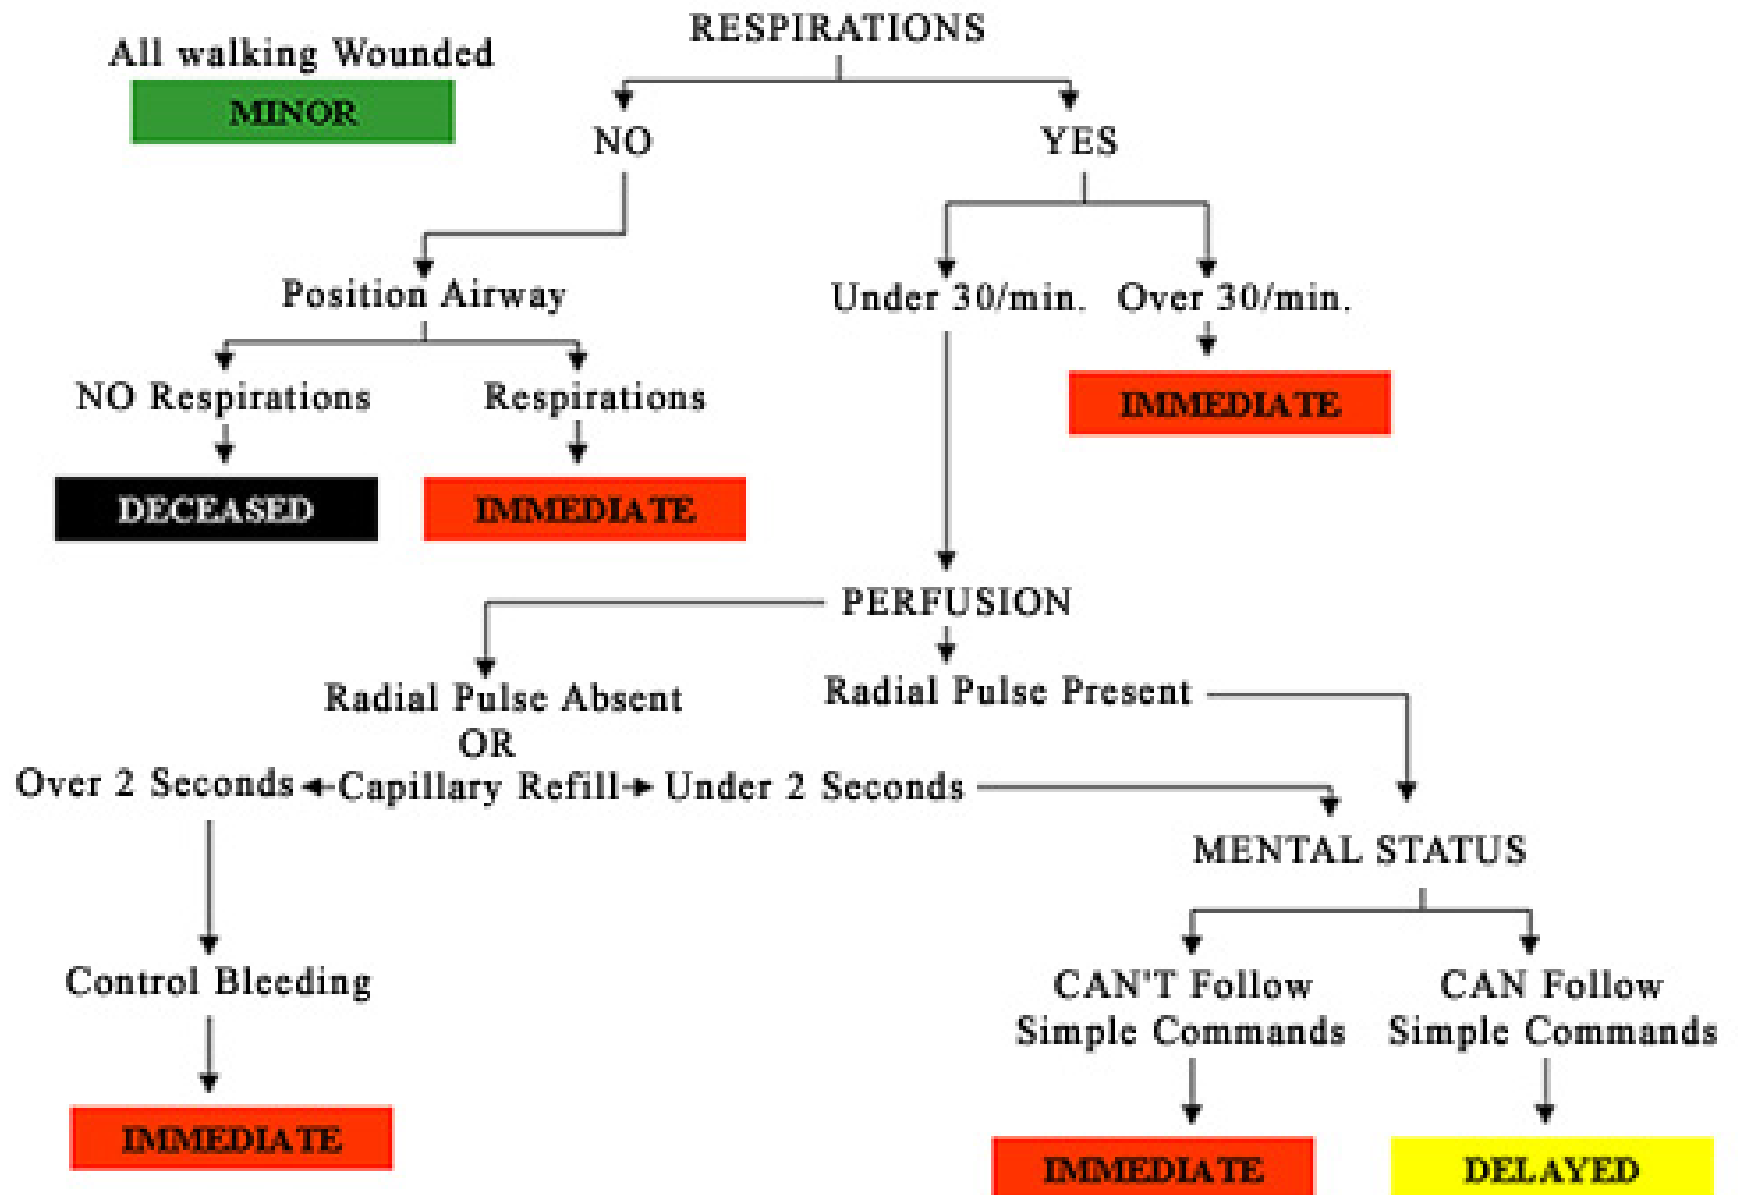 RESPIRATIONS
All walking Wounded
MINOR
NO
YES
Position Airway
Under 30/min.
Over 30/min.
NO Respirations
Respirations
IMMEDIATE
DECEASED
IMMEDIATE
PERFUSION
Radial Pulse Absent
Radial Pulse Present
OR
Over 2 Seconds Capillary Refill Under 2 Seconds
MENTAL STATUS
Control Bleeding
CAN'T Follow
Simple Commands
CAN Follow
Simple Commands
IMMEDIATE
IMMEDIATE
DELAYED